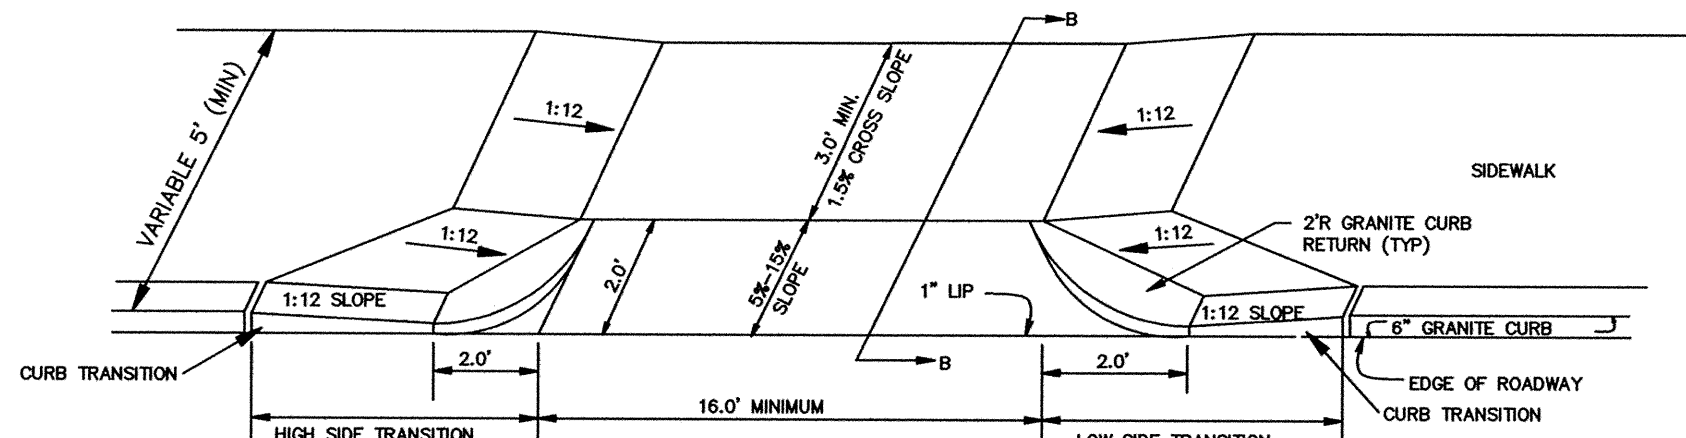 B
1:12
1:12
VARIABLE 5' (MIN)
3.0' MIN.
1.5% CROSS SLOPE
SIDEWALK
1:12
1:12
2'R GRANITE CURB
RETURN (TYP)
2.0'
5%-15%
SLOPE
1:12 SLOPE
1" LIP
1:12 SLOPE
6" GRANITE CURB
CURB TRANSITION
2.0'
B
2.0'
EDGE OF ROADWAY
CURB TRANSITION
16.0' MINIMUM
HIGH SIDE TRANSITION
LOW SIDE TRANSITION